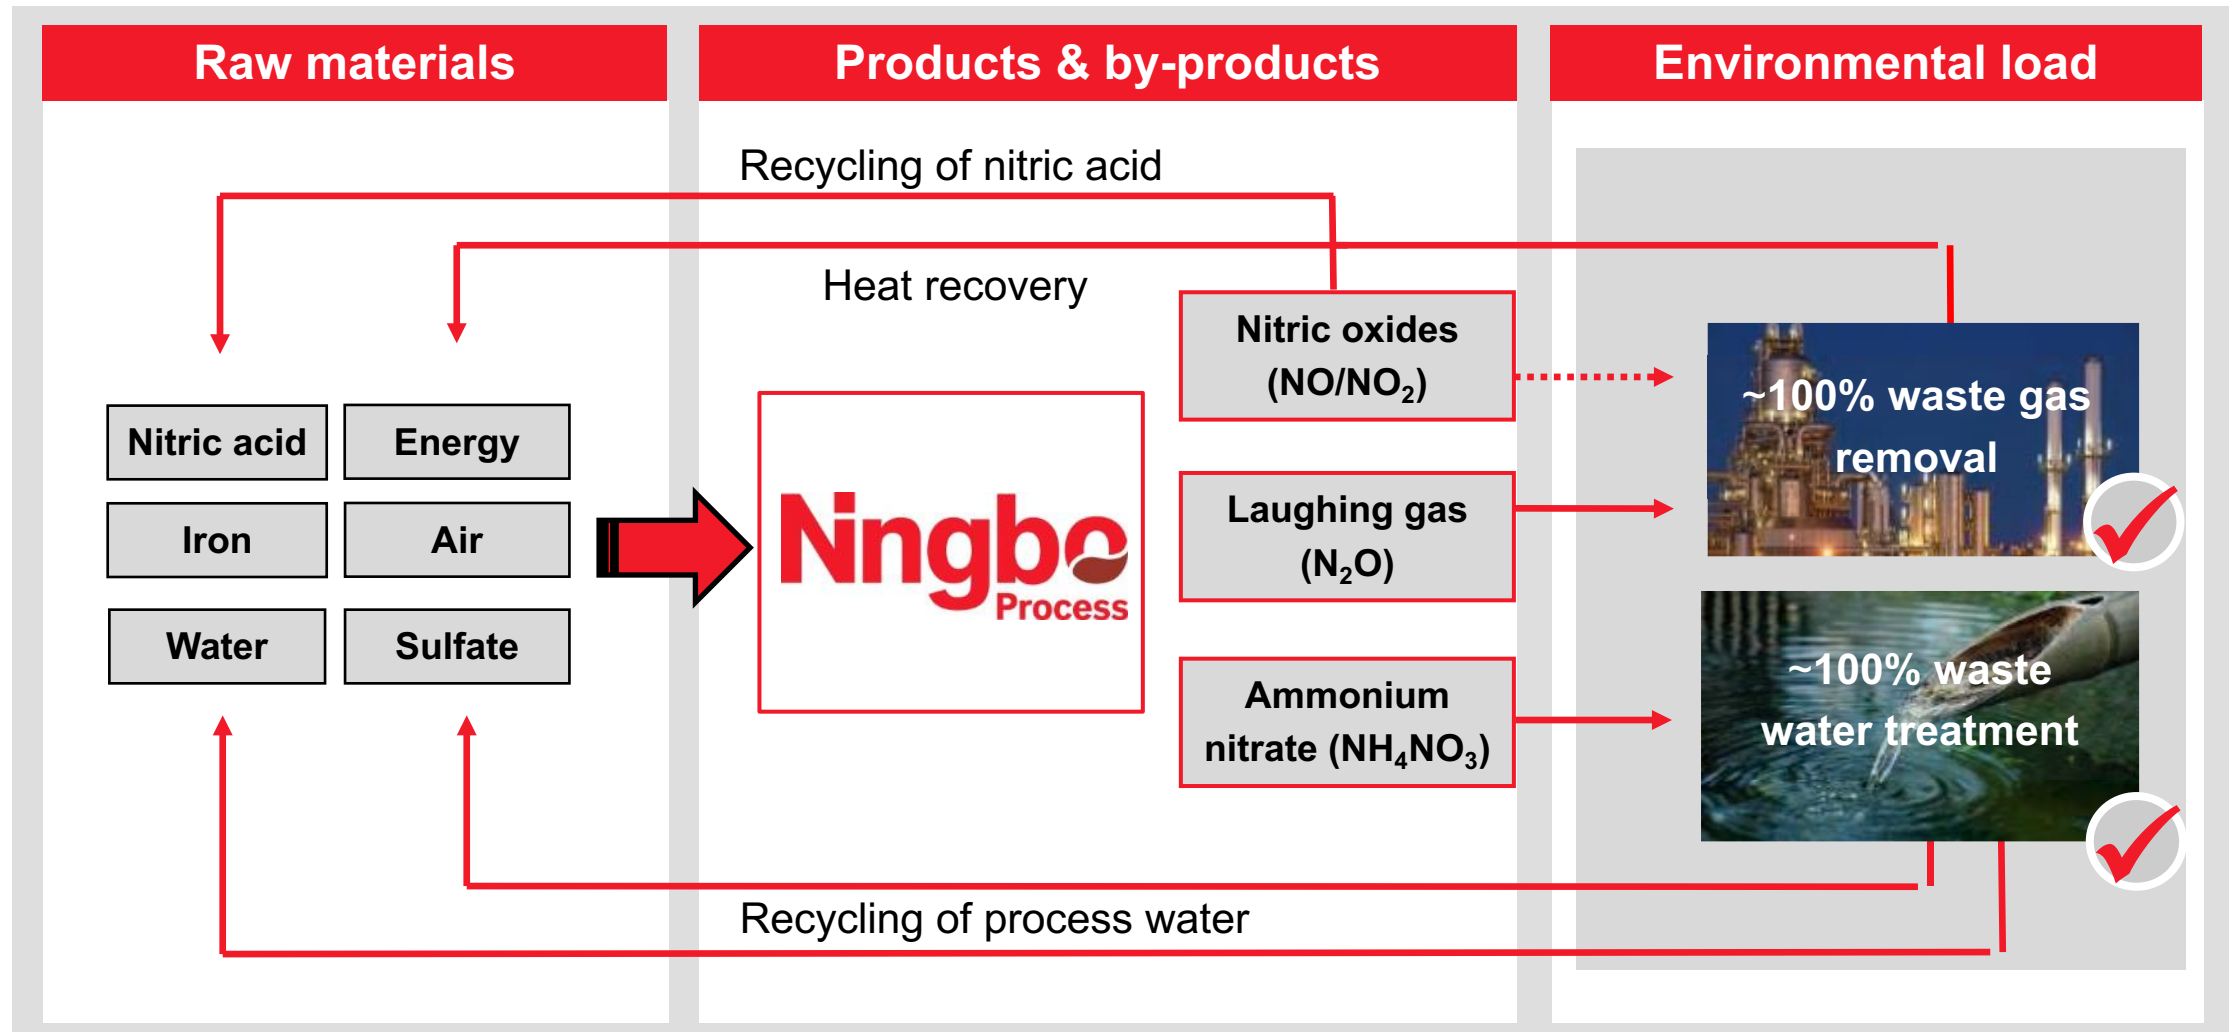 Raw materials
Products & by-products
Environmental load
Recycling of nitric acid
Heat recovery
Nitric oxides
(NO/NO₂)
~100% waste gas
removal
Nitric acid
Energy
Iron
Air
Water
Sulfate
Ningbo
Process
Laughing gas
(N₂O)
Ammonium
nitrate (NH₄NO₃)
~100% waste
water treatment
Recycling of process water